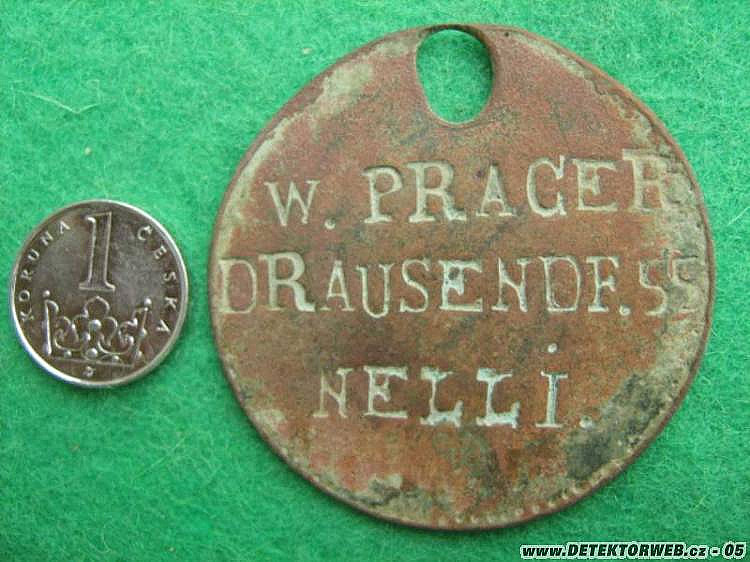 W. PRAGER
DRAUSENDF. 55
NELLI.
1
KORUNA ČESKÁ
www.DETEKTORWEB.cz - 05